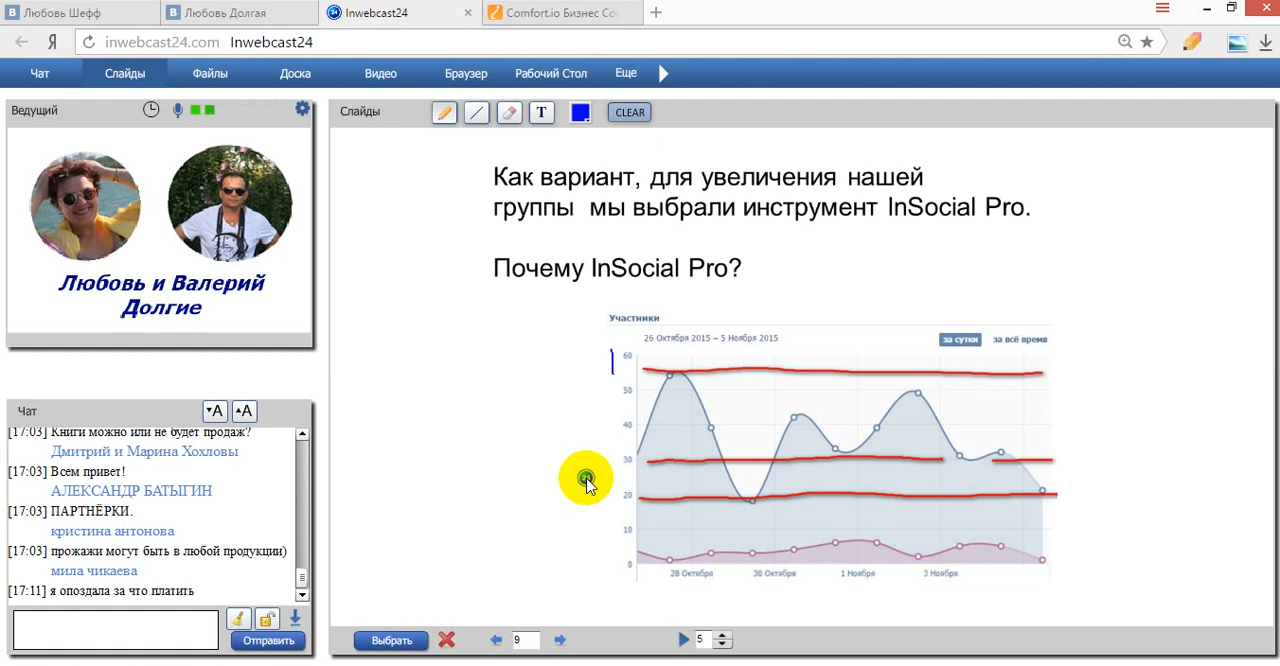 Любовь Шефф
Любовь Долгая
Inwebcast24
Comfort.io Бизнес Со
inwebcast24.com Inwebcast24
Чат Слайды Файлы Доска Видео Браузер Рабочий Стол Еще
Ведущий
Любовь и Валерий
Долгие
Чат
▾A ▴A
[17:03] Книги можно или не будет продаж?
Дмитрий и Марина Хохловы
[17:03] Всем привет!
АЛЕКСАНДР БАТЫГИН
[17:03] ПАРТНЁРКИ.
кристина антонова
[17:03] прожажи могут быть в любой продукции)
мила чикаева
[17:11] я опоздала за что платить
Отправить
Слайды T CLEAR
Как вариант, для увеличения нашей
группы мы выбрали инструмент InSocial Pro.
Почему InSocial Pro?
Участники
26 Октября 2015 – 5 Ноября 2015
за сутки за всё время
60
50
40
30
20
10
0
28 Октября 30 Октября 1 Ноября 3 Ноября
Выбрать 9 5